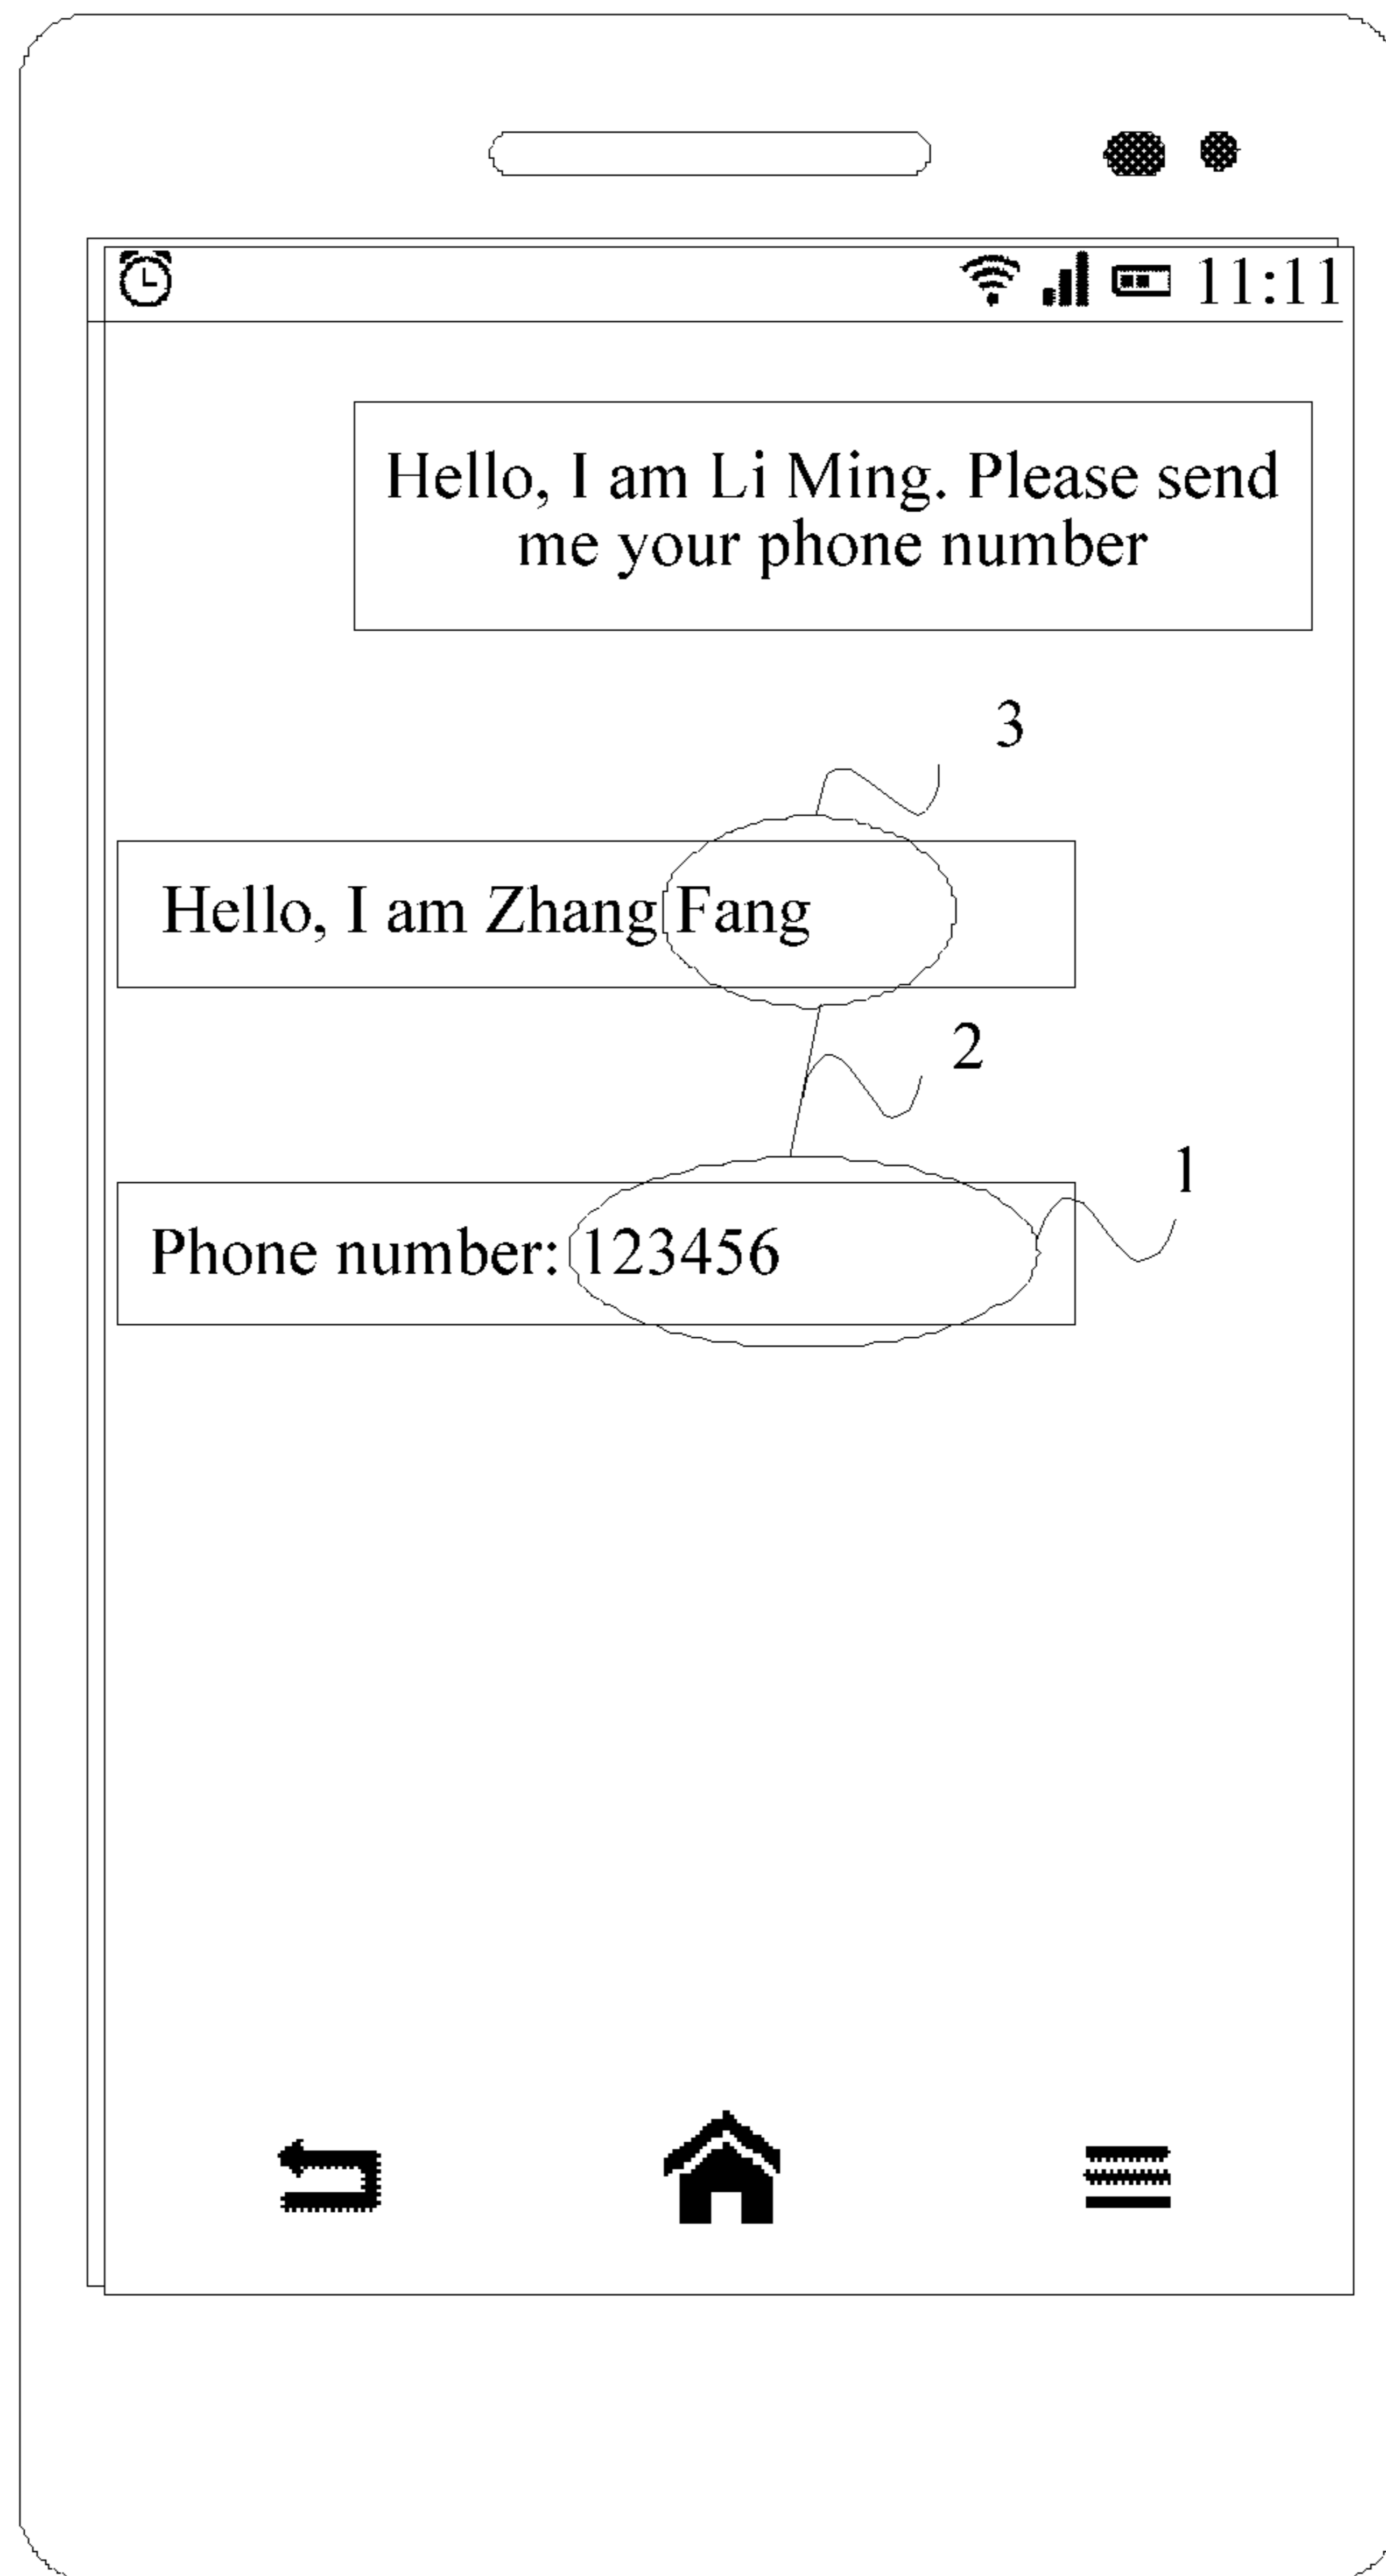 11:11
Hello, I am Li Ming. Please send
me your phone number
3
Hello, I am Zhang Fang
2
1
Phone number: 123456